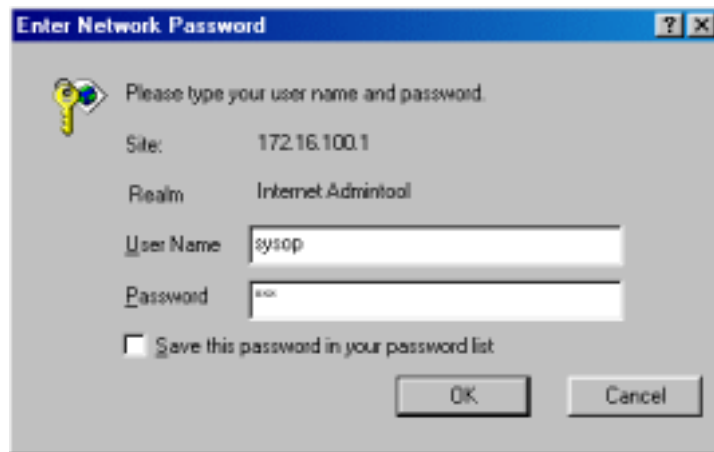 Enter Network Password
Please type your user name and password.
Site: 172.16.100.1
Realm Internet Admintool
User Name sysop
Password ***
Save this password in your password list
OK Cancel